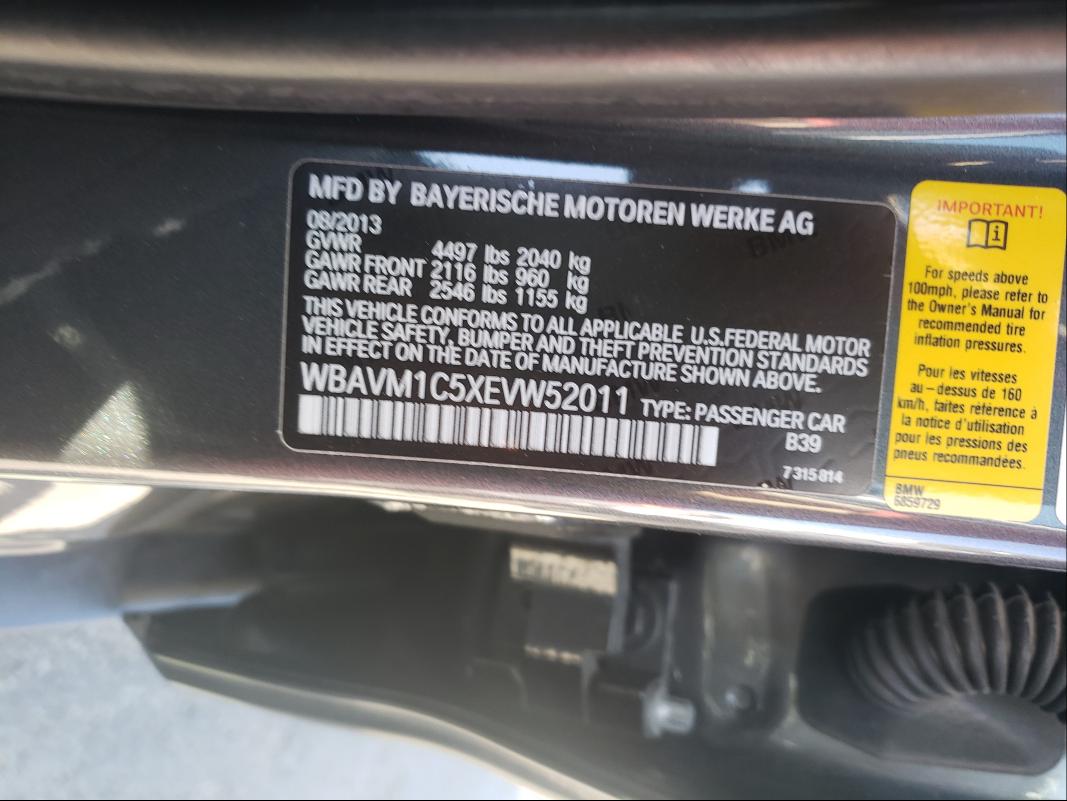 MFD BY BAYERISCHE MOTOREN WERKE AG
08/2013
GVWR 4497 lbs 2040 kg
GAWR FRONT 2116 lbs 960 kg
GAWR REAR 2546 lbs 1155 kg
THIS VEHICLE CONFORMS TO ALL APPLICABLE U.S.FEDERAL MOTOR
VEHICLE SAFETY, BUMPER AND THEFT PREVENTION STANDARDS
IN EFFECT ON THE DATE OF MANUFACTURE SHOWN ABOVE.
WBAVM1C5XEVW52011 TYPE: PASSENGER CAR
B39
7315814
IMPORTANT!
For speeds above
100mph, please refer to
the Owner's Manual for
recommended tire
inflation pressures.
Pour les vitesses
au-dessus de 160
km/h, faites référence à
la notice d'utilisation
pour les pressions des
pneus recommandées.
BMW
6859729